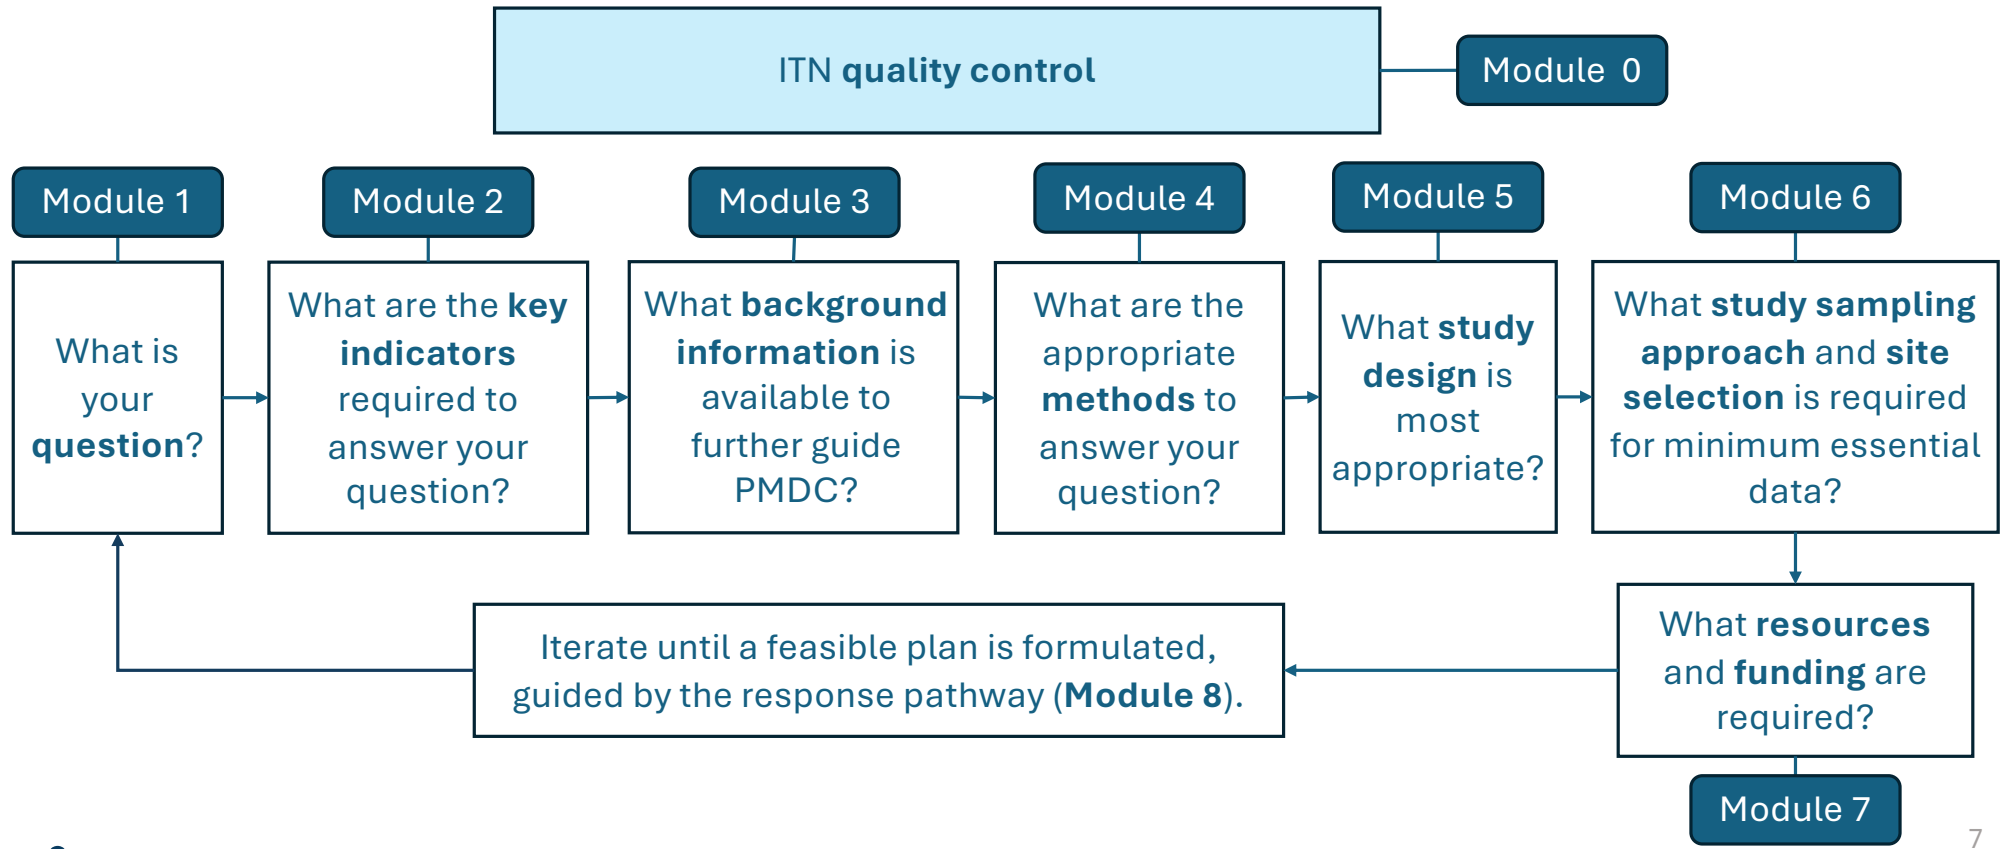 ITN quality control
Module 0
Module 1
What is
your
question?
Module 2
What are the key
indicators
required to
answer your
question?
Module 3
What background
information is
available to
further guide
PMDC?
Module 4
What are the
appropriate
methods to
answer your
question?
Module 5
What study
design is
most
appropriate?
Module 6
What study sampling
approach and site
selection is required
for minimum essential
data?
What resources
and funding are
required?
Module 7
Iterate until a feasible plan is formulated,
guided by the response pathway (Module 8).
7